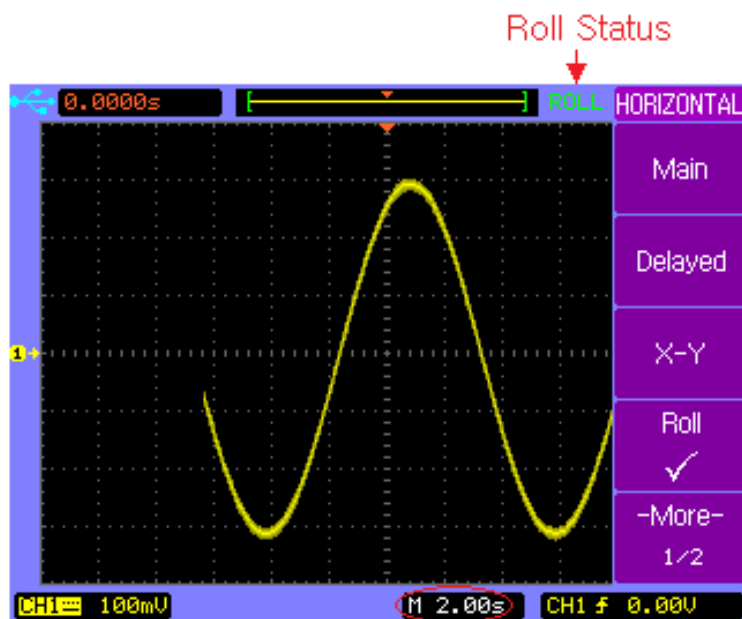 Roll Status
0.0000s
ROLL
HORIZONTAL
Main
Delayed
X-Y
Roll
-More-
1/2
1
CH1 100mV
M 2.00s
CH1 0.00V